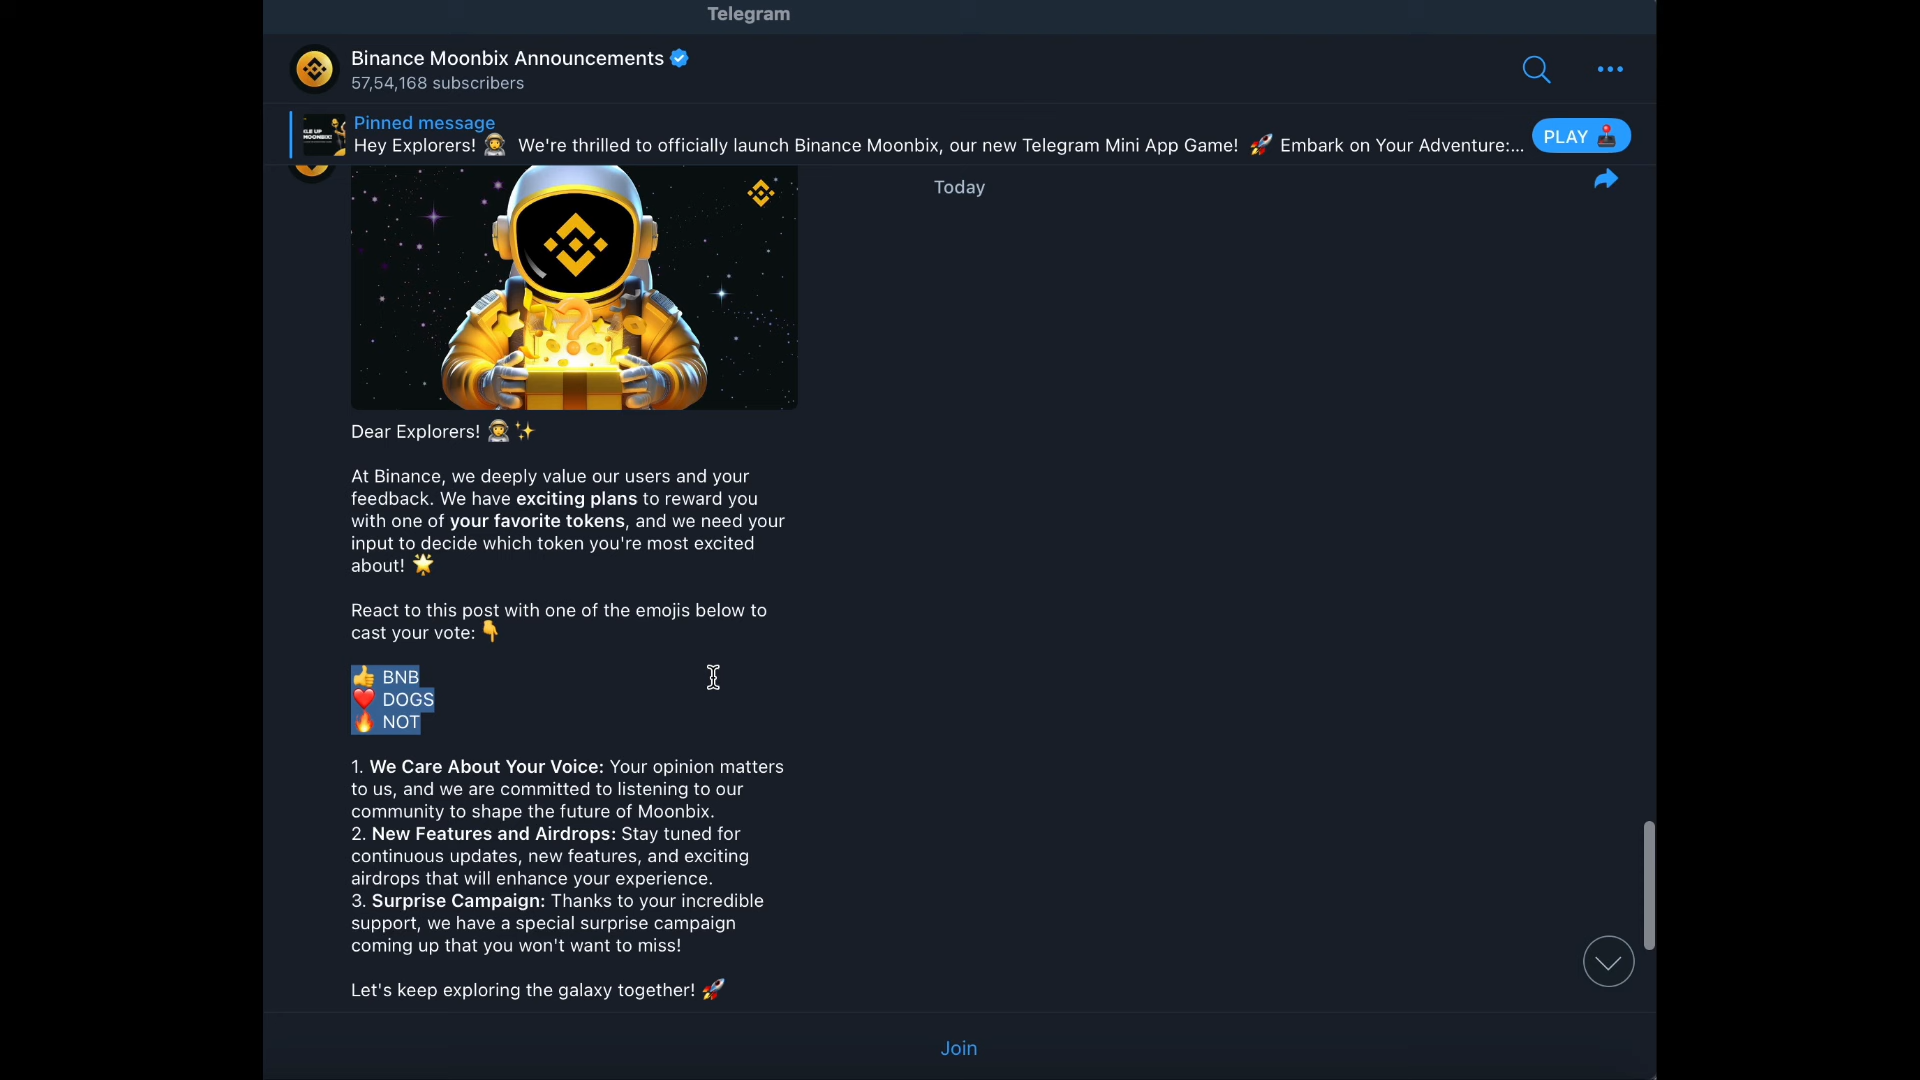 Telegram
Binance Moonbix Announcements
57,54,168 subscribers
Pinned message
Hey Explorers! 👩‍🚀 We're thrilled to officially launch Binance Moonbix, our new Telegram Mini App Game! 🚀 Embark on Your Adventure:...
PLAY 🕹️
Today
Dear Explorers! 👩‍🚀✨
At Binance, we deeply value our users and your
feedback. We have exciting plans to reward you
with one of your favorite tokens, and we need your
input to decide which token you're most excited
about! 🌟
React to this post with one of the emojis below to
cast your vote: 👇
👍 BNB
❤️ DOGS
🔥 NOT
1. We Care About Your Voice: Your opinion matters
to us, and we are committed to listening to our
community to shape the future of Moonbix.
2. New Features and Airdrops: Stay tuned for
continuous updates, new features, and exciting
airdrops that will enhance your experience.
3. Surprise Campaign: Thanks to your incredible
support, we have a special surprise campaign
coming up that you won't want to miss!
Let's keep exploring the galaxy together! 🚀
Join